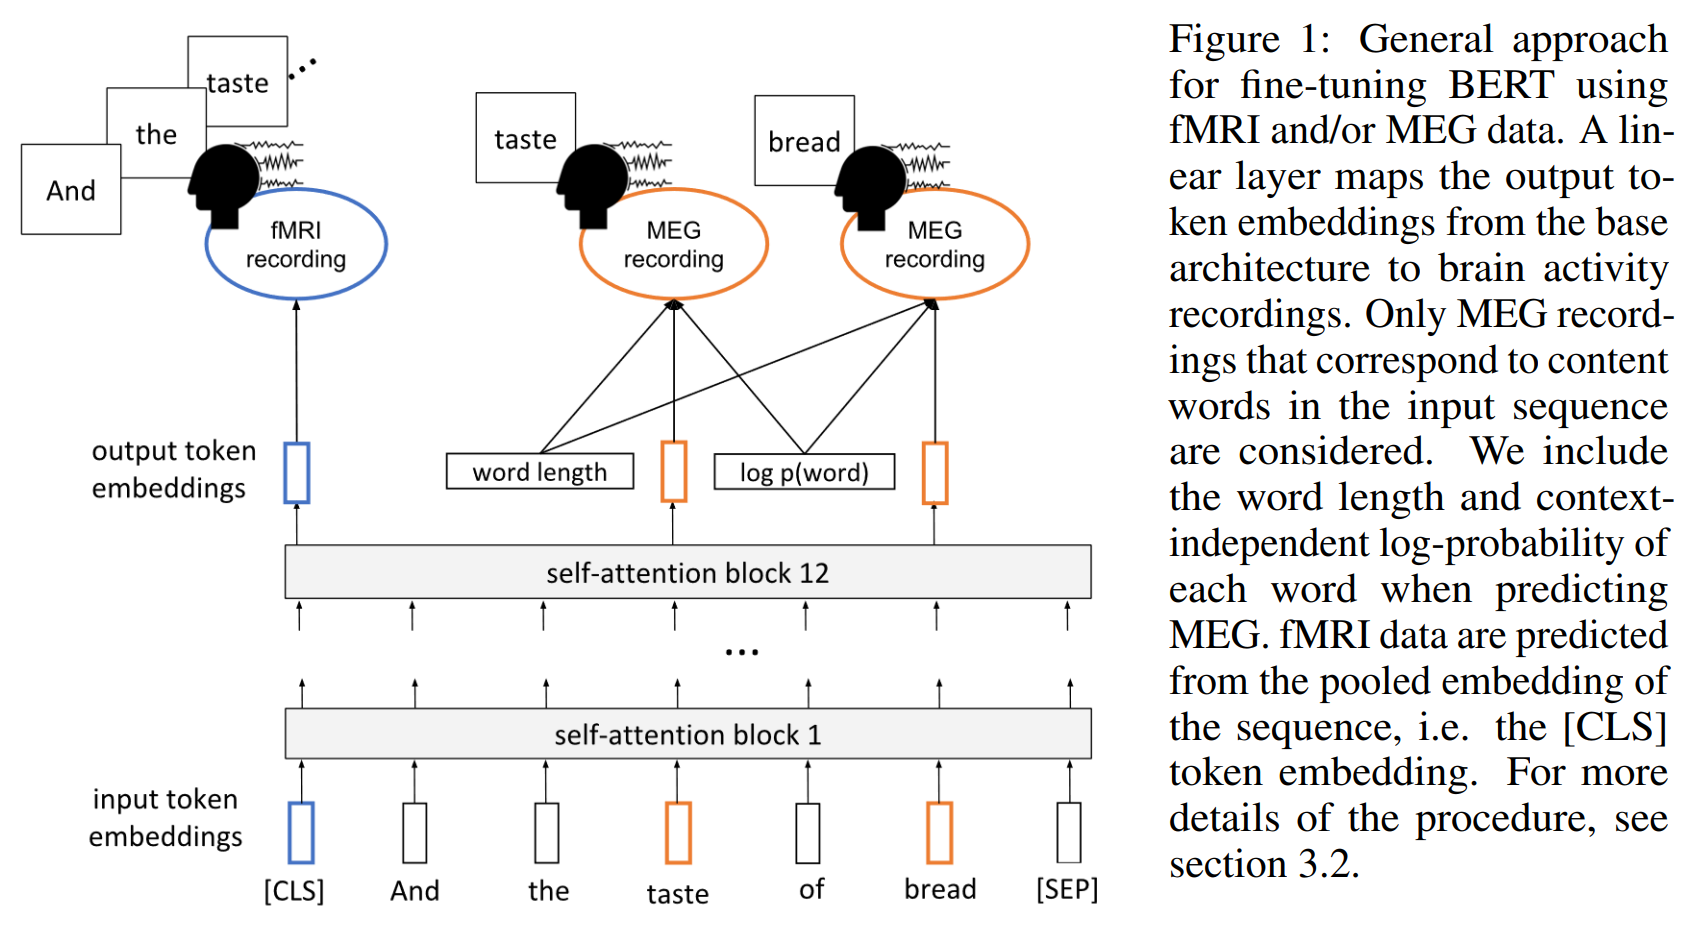 taste
the
And
fMRI
recording
taste
MEG
recording
bread
MEG
recording
output token
embeddings
word length
log p(word)
self-attention block 12
...
self-attention block 1
input token
embeddings
[CLS]
And
the
taste
of
bread
[SEP]
Figure 1: General approach
for fine-tuning BERT using
fMRI and/or MEG data. A lin-
ear layer maps the output to-
ken embeddings from the base
architecture to brain activity
recordings. Only MEG record-
ings that correspond to content
words in the input sequence
are considered. We include
the word length and context-
independent log-probability of
each word when predicting
MEG. fMRI data are predicted
from the pooled embedding of
the sequence, i.e. the [CLS]
token embedding. For more
details of the procedure, see
section 3.2.